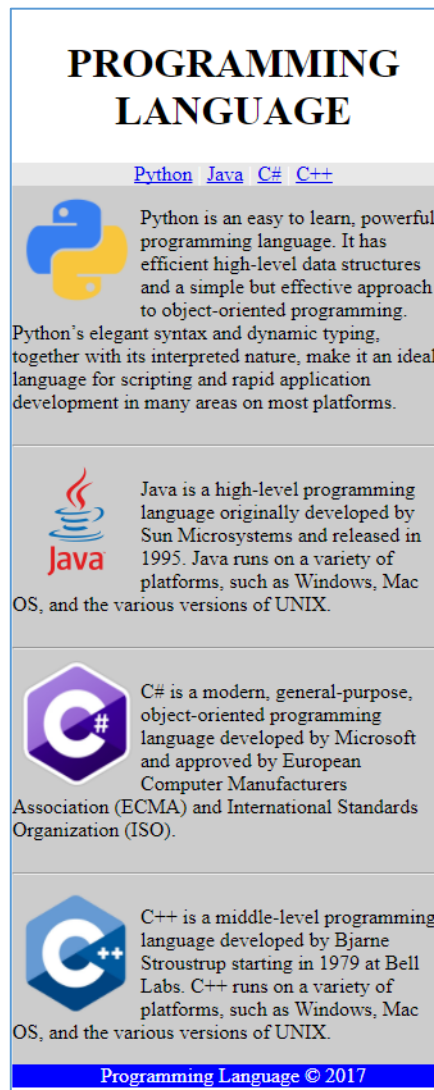 PROGRAMMING
LANGUAGE
Python | Java | C# | C++
Python is an easy to learn, powerful
programming language. It has
efficient high-level data structures
and a simple but effective approach
to object-oriented programming.
Python’s elegant syntax and dynamic typing,
together with its interpreted nature, make it an ideal
language for scripting and rapid application
development in many areas on most platforms.
Java
Java is a high-level programming
language originally developed by
Sun Microsystems and released in
1995. Java runs on a variety of
platforms, such as Windows, Mac
OS, and the various versions of UNIX.
C#
C# is a modern, general-purpose,
object-oriented programming
language developed by Microsoft
and approved by European
Computer Manufacturers
Association (ECMA) and International Standards
Organization (ISO).
C++
C++ is a middle-level programming
language developed by Bjarne
Stroustrup starting in 1979 at Bell
Labs. C++ runs on a variety of
platforms, such as Windows, Mac
OS, and the various versions of UNIX.
Programming Language © 2017